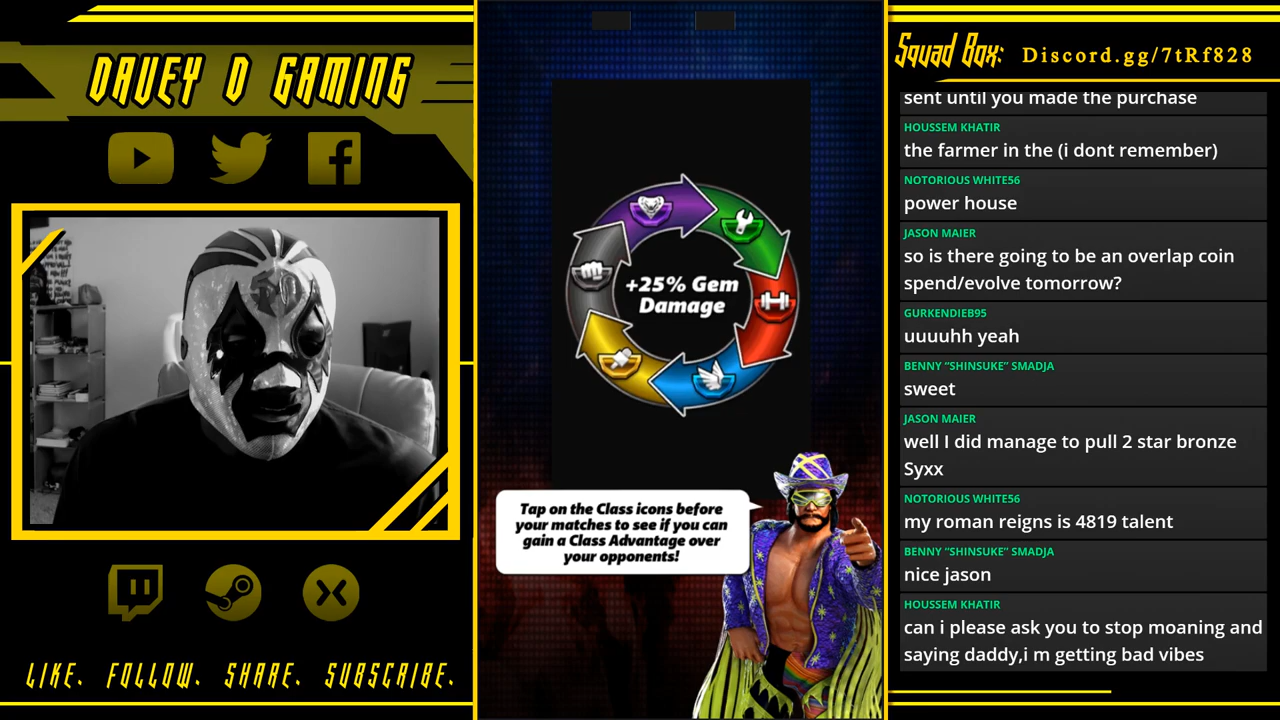 DAVEY D GAMING
LIKE. FOLLOW. SHARE. SUBSCRIBE.
+25% Gem
Damage
Tap on the Class icons before
your matches to see if you can
gain a Class Advantage over
your opponents!
Squad Box: Discord.gg/7tRf828
sent until you made the purchase
HOUSSEM KHATIR
the farmer in the (i dont remember)
NOTORIOUS WHITE56
power house
JASON MAIER
so is there going to be an overlap coin
spend/evolve tomorrow?
GURKENDIEB95
uuuuhh yeah
BENNY “SHINSUKE” SMADJA
sweet
JASON MAIER
well I did manage to pull 2 star bronze
Syxx
NOTORIOUS WHITE56
my roman reigns is 4819 talent
BENNY “SHINSUKE” SMADJA
nice jason
HOUSSEM KHATIR
can i please ask you to stop moaning and
saying daddy,i m getting bad vibes